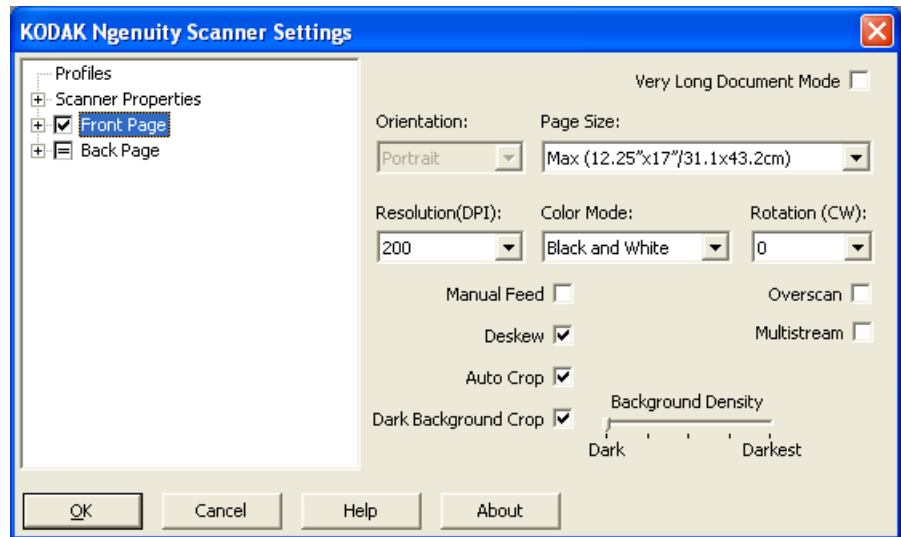 KODAK Ngenuity Scanner Settings
Profiles
Scanner Properties
Front Page
Back Page
Very Long Document Mode
Orientation: Page Size:
Portrait Max (12.25"x17"/31.1x43.2cm)
Resolution(DPI): Color Mode: Rotation (CW):
200 Black and White 0
Manual Feed Overscan
Deskew Multistream
Auto Crop
Dark Background Crop Background Density
Dark Darkest
OK Cancel Help About